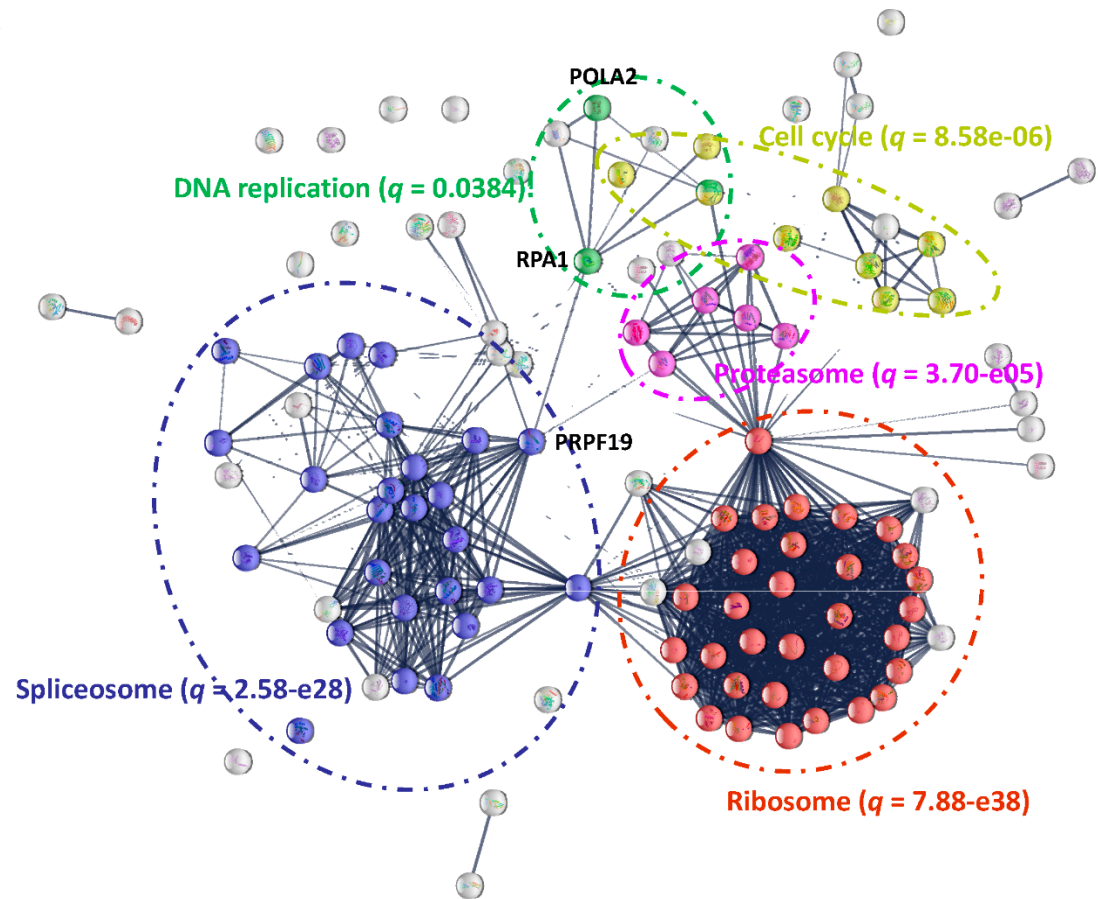 POLA2
Cell cycle (q = 8.58e-06)
DNA replication (q = 0.0384)
RPA1
Proteasome (q = 3.70-e05)
PRPF19
Spliceosome (q = 2.58-e28)
Ribosome (q = 7.88-e38)